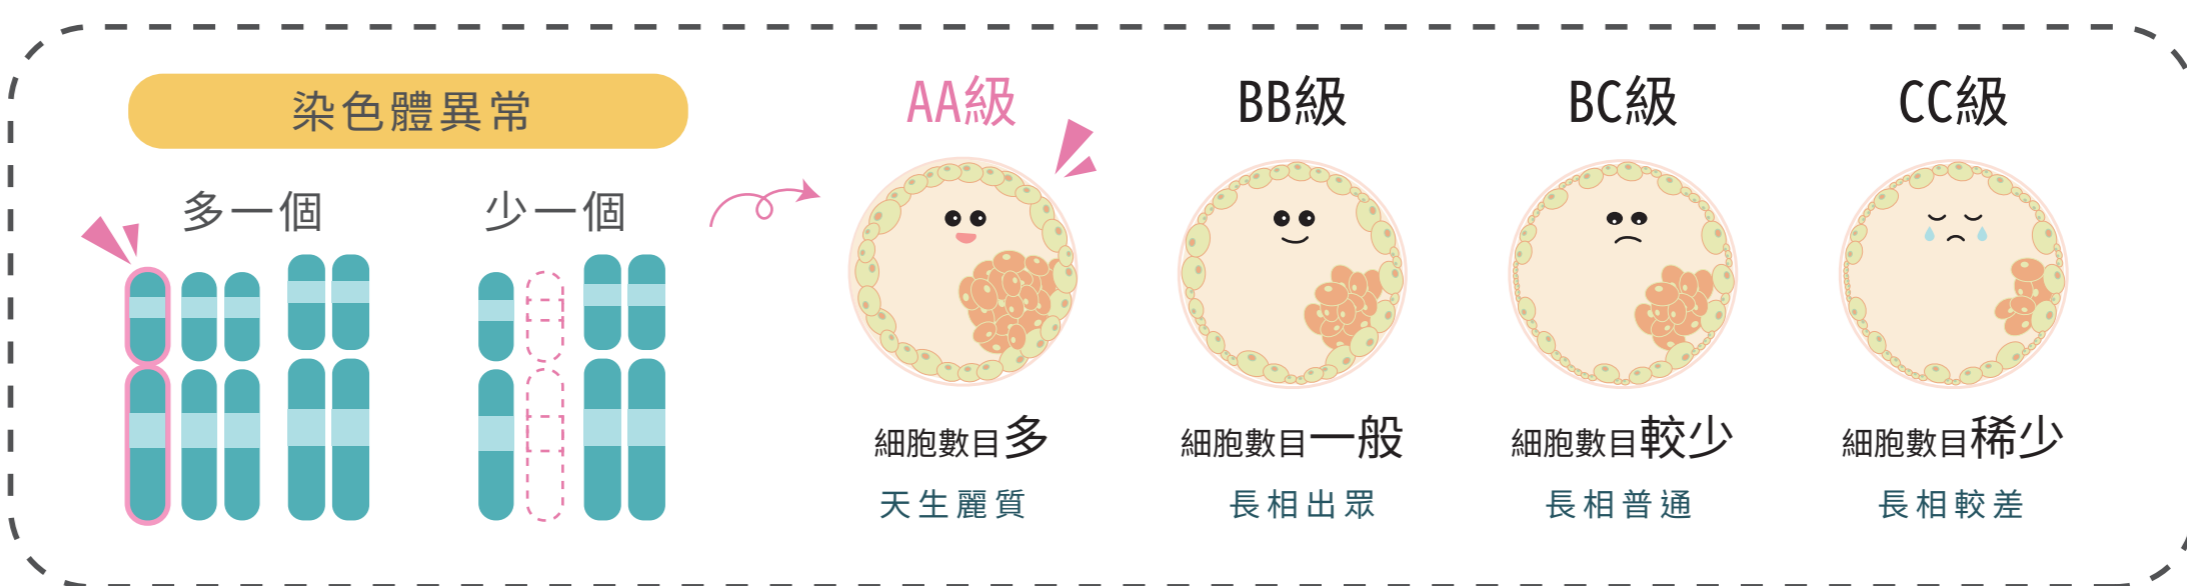 染色體異常
多一個
少一個
AA級
細胞數目多
天生麗質
BB級
細胞數目一般
長相出眾
BC級
細胞數目較少
長相普通
CC級
細胞數目稀少
長相較差